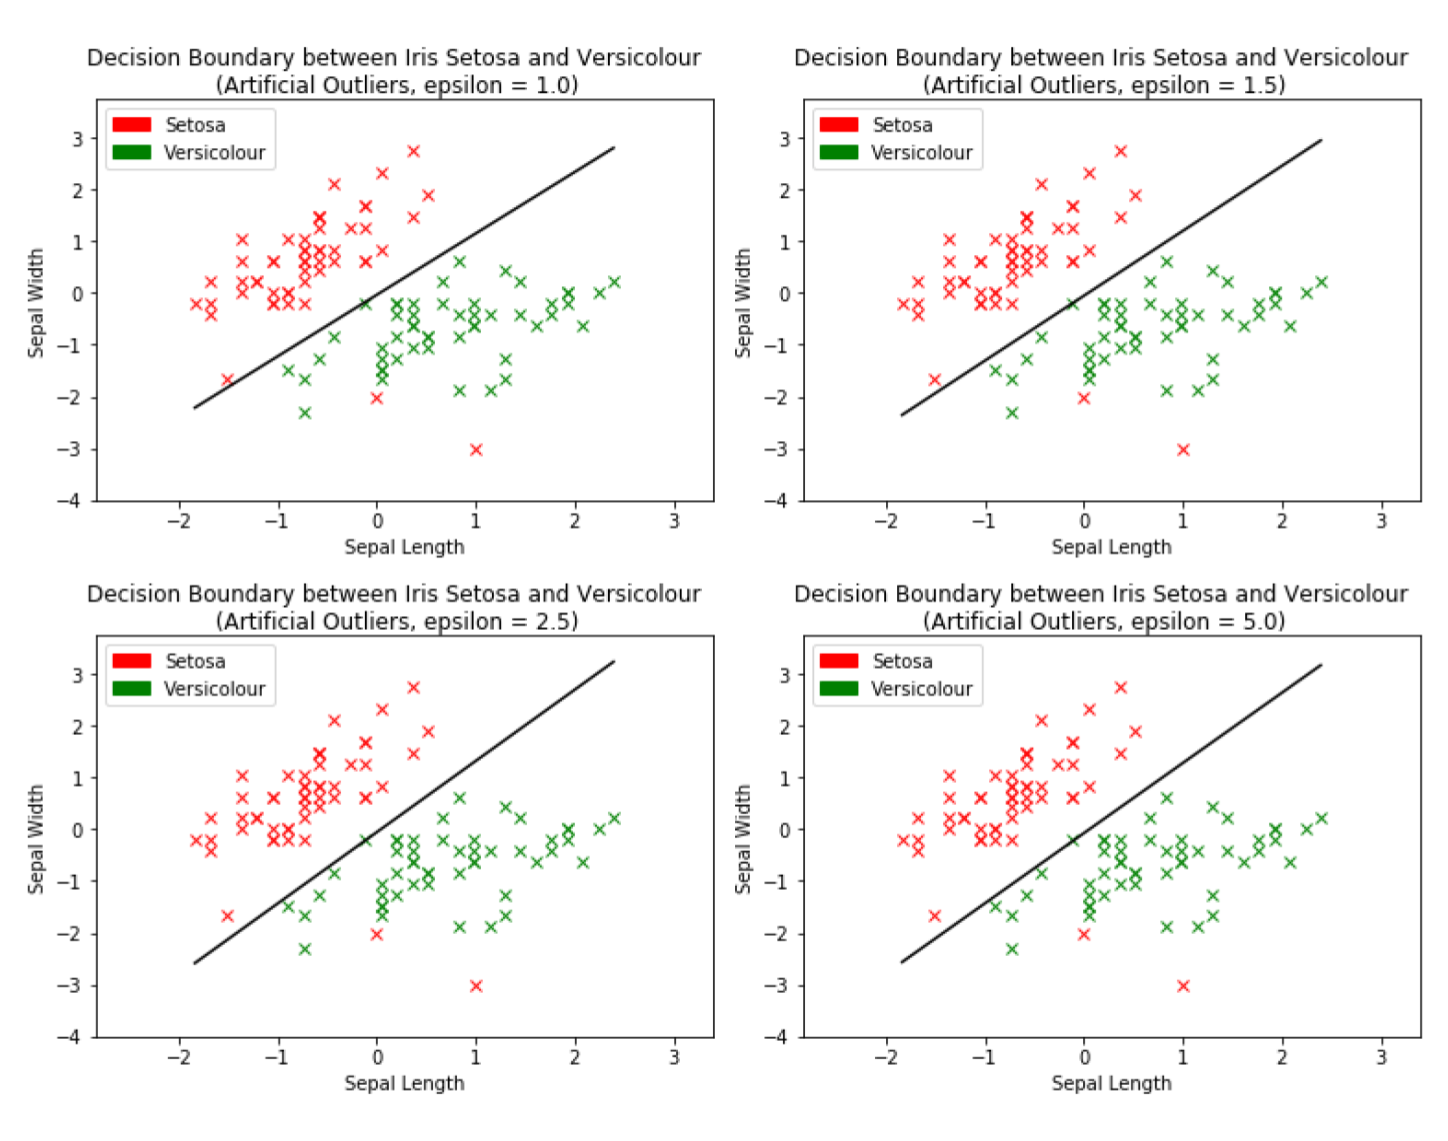 Decision Boundary between Iris Setosa and Versicolour
(Artificial Outliers, epsilon = 1.0)
Setosa
Versicolour
3
2
1
0
−1
−2
−3
−4
Sepal Width
−2 −1 0 1 2 3
Sepal Length
Decision Boundary between Iris Setosa and Versicolour
(Artificial Outliers, epsilon = 1.5)
Setosa
Versicolour
3
2
1
0
−1
−2
−3
−4
Sepal Width
−2 −1 0 1 2 3
Sepal Length
Decision Boundary between Iris Setosa and Versicolour
(Artificial Outliers, epsilon = 2.5)
Setosa
Versicolour
3
2
1
0
−1
−2
−3
−4
Sepal Width
−2 −1 0 1 2 3
Sepal Length
Decision Boundary between Iris Setosa and Versicolour
(Artificial Outliers, epsilon = 5.0)
Setosa
Versicolour
3
2
1
0
−1
−2
−3
−4
Sepal Width
−2 −1 0 1 2 3
Sepal Length